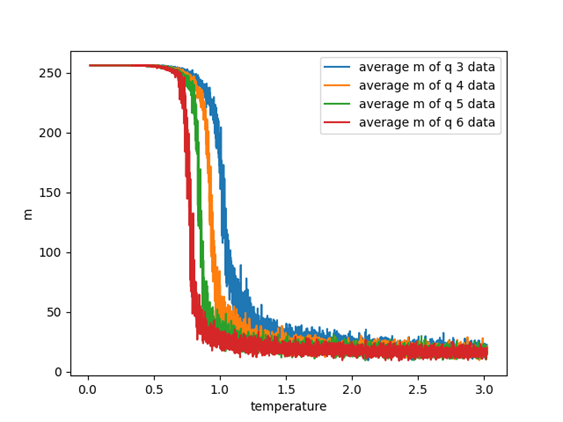 average m of q 3 data
average m of q 4 data
average m of q 5 data
average m of q 6 data
250
200
150
100
50
0
m
0.0 0.5 1.0 1.5 2.0 2.5 3.0
temperature